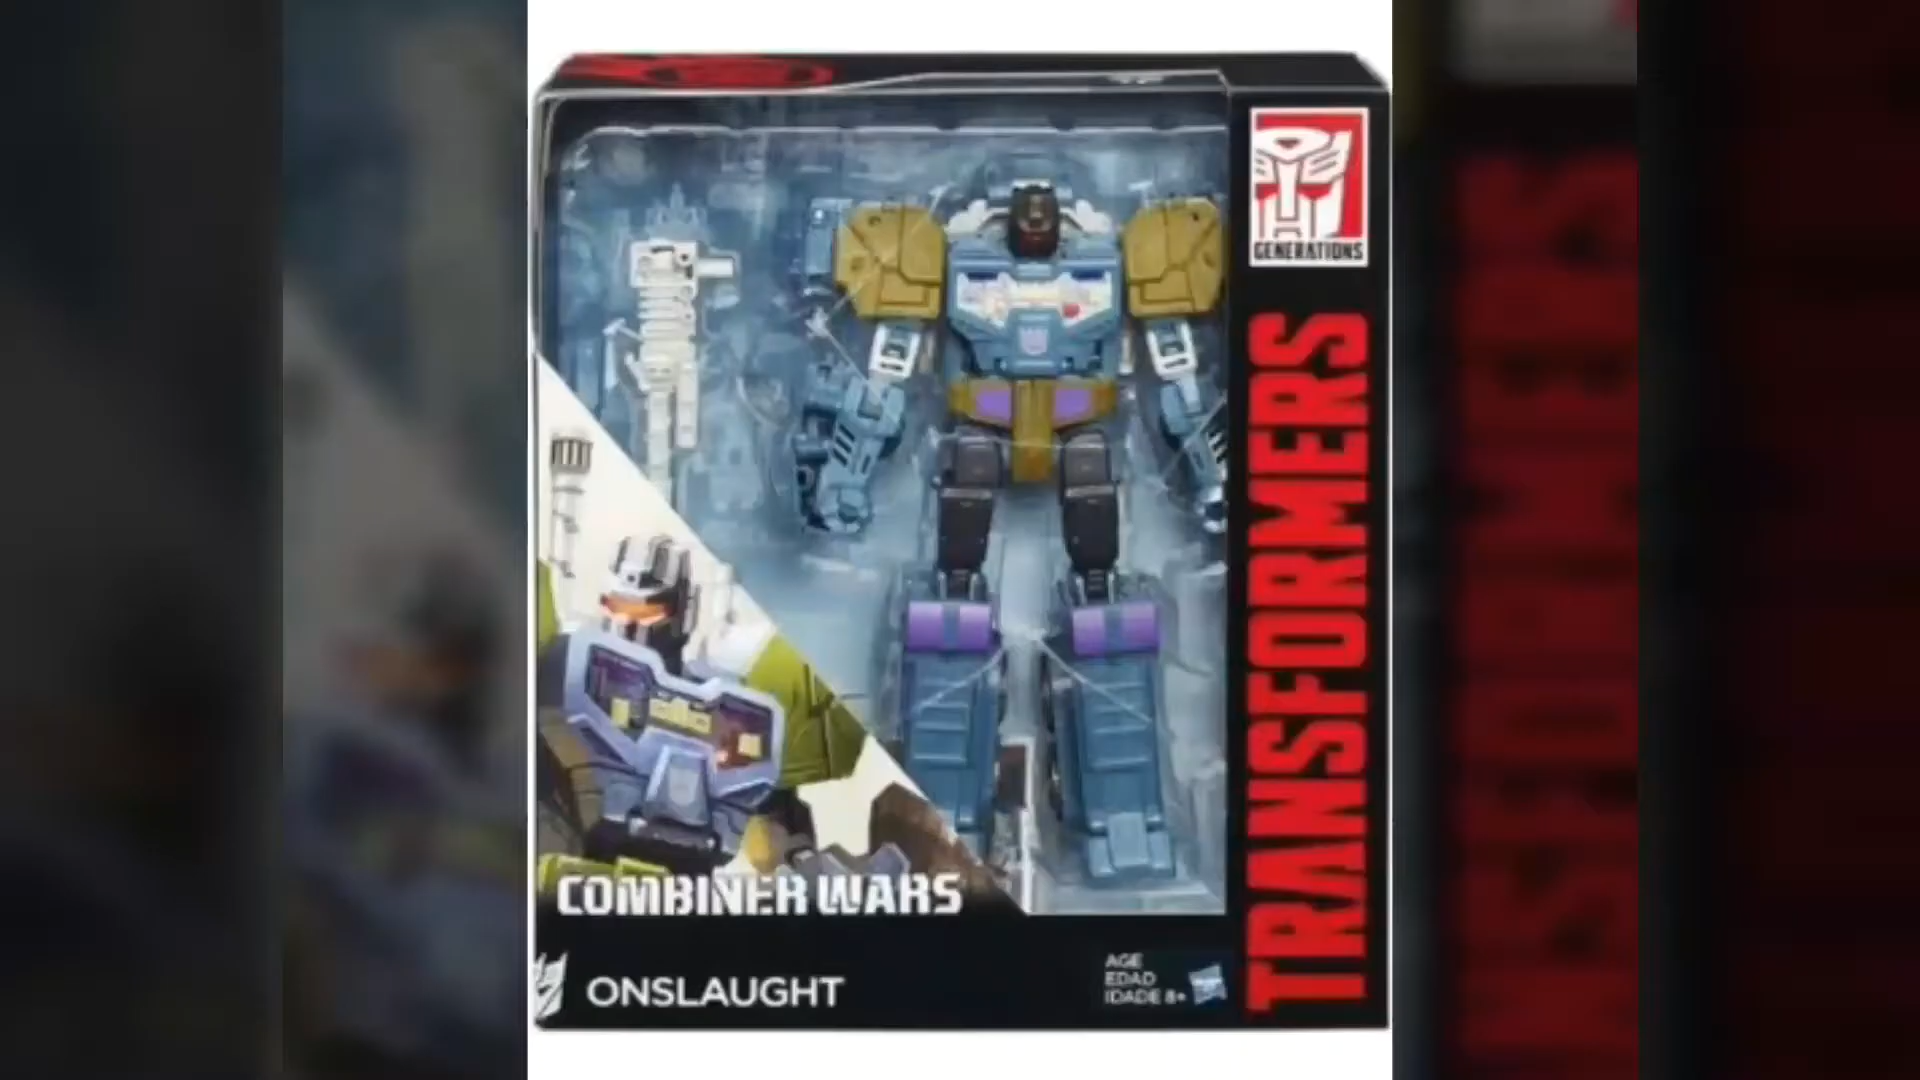 GENERATIONS
TRANSFORMERS
COMBINER WARS
ONSLAUGHT
AGE
EDAD
IDADE 8+